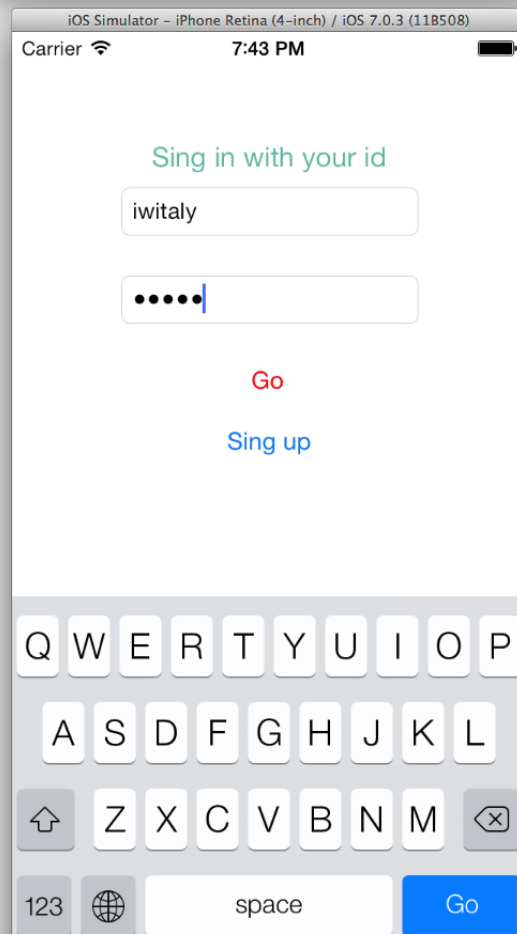 iOS Simulator - iPhone Retina (4-inch) / iOS 7.0.3 (11B508)
Carrier 7:43 PM
Sing in with your id
iwitaly
•••••
Go
Sing up
Q W E R T Y U I O P
A S D F G H J K L
Z X C V B N M
123 space Go